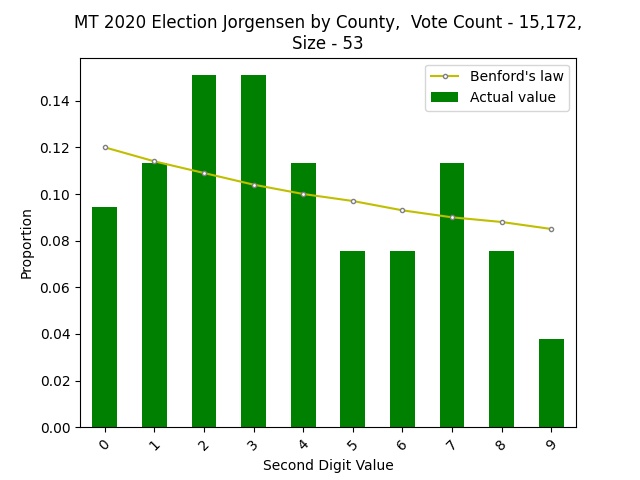 MT 2020 Election Jorgensen by County,  Vote Count - 15,172,
Size - 53
Benford's law
Actual value
Proportion
0.14
0.12
0.10
0.08
0.06
0.04
0.02
0.00
0 1 2 3 4 5 6 7 8 9
Second Digit Value